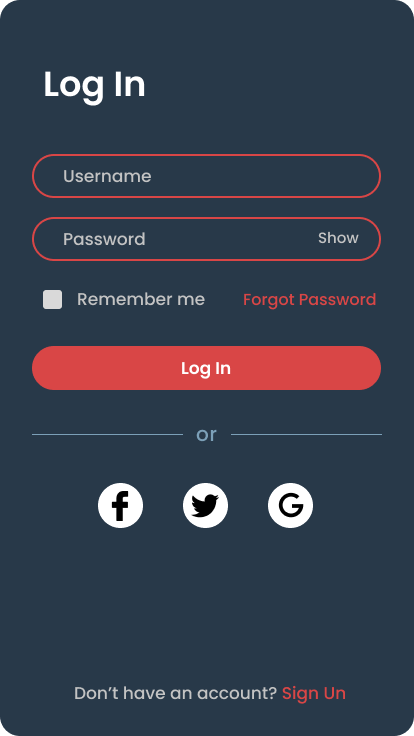 Log In
Username
Password Show
Remember me Forgot Password
Log In
or
Don’t have an account? Sign Un